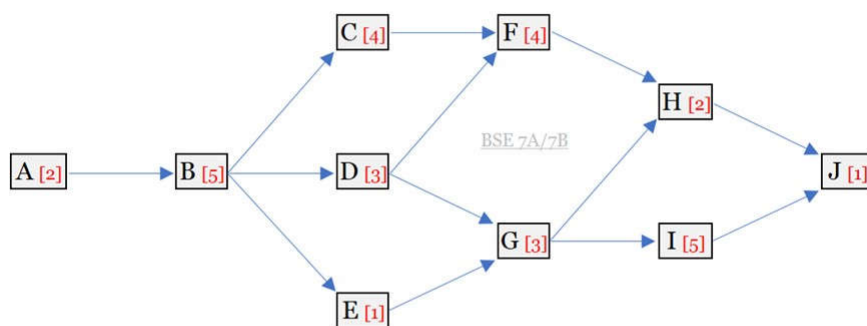 C [4]
F [4]
H [2]
BSE 7A/7B
A [2]
B [5]
D [3]
J [1]
G [3]
I [5]
E [1]